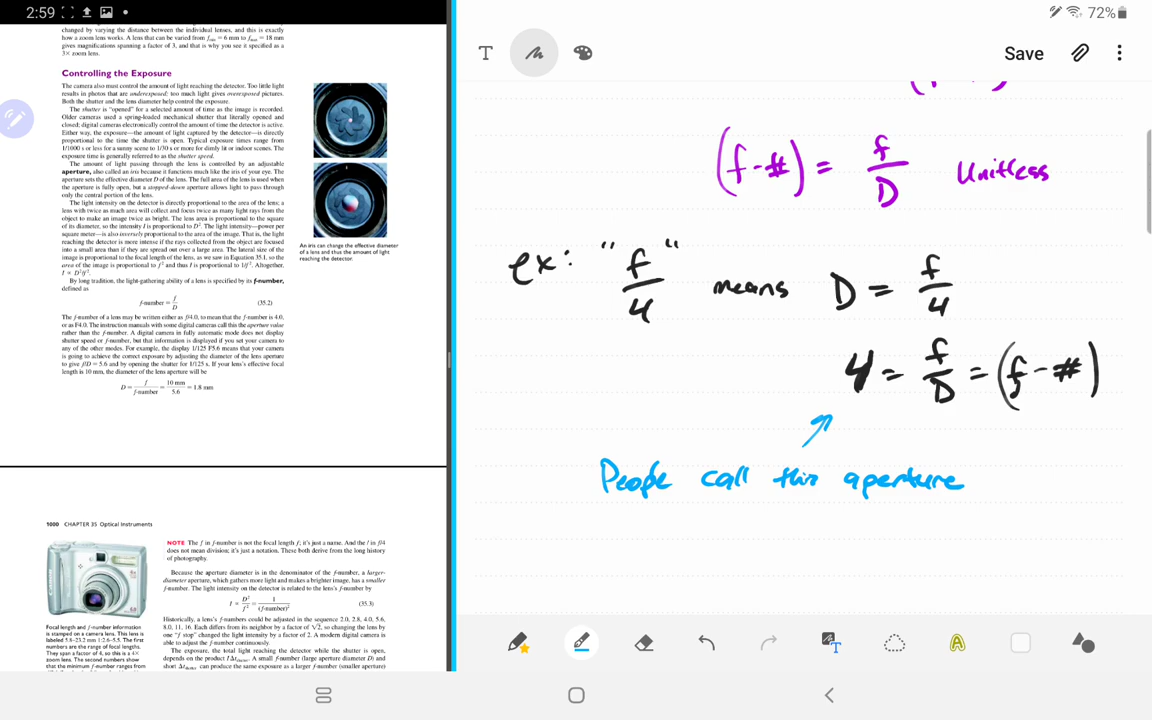 2:59
72%
changed by varying the distance between the individual lenses, and this is exactly
how a zoom lens works. A lens that can be varied from fmin = 6 mm to fmax = 18 mm
gives magnifications spanning a factor of 3, and that is why you see it specified as a
3× zoom lens.
Controlling the Exposure
The camera also must control the amount of light reaching the detector. Too little light
results in photos that are underexposed; too much light gives overexposed pictures.
Both the shutter and the lens diameter help control the exposure.
The shutter is "opened" for a selected amount of time as the image is recorded.
Older cameras used a spring-loaded mechanical shutter that literally opened and
closed; digital cameras electronically control the amount of time the detector is active.
Either way, the exposure—the amount of light captured by the detector—is directly
proportional to the time the shutter is open. Typical exposure times range from
1/1000 s or less for a sunny scene to 1/30 s or more for dimly lit or indoor scenes. The
exposure time is generally referred to as the shutter speed.
The amount of light passing through the lens is controlled by an adjustable
aperture, also called an iris because it functions much like the iris of your eye. The
aperture sets the effective diameter D of the lens. The full area of the lens is used when
the aperture is fully open, but a stopped-down aperture allows light to pass through
only the central portion of the lens.
The light intensity on the detector is directly proportional to the area of the lens; a
lens with twice as much area will collect and focus twice as many light rays from the
object to make an image twice as bright. The lens area is proportional to the square
of its diameter, so the intensity I is proportional to D². The light intensity—power per
square meter—is also inversely proportional to the area of the image. That is, the light
reaching the detector is more intense if the rays collected from the object are focused
into a small area than if they are spread out over a large area. The lateral size of the
image is proportional to the focal length of the lens, as we saw in Equation 35.1, so the
area of the image is proportional to f² and thus I is proportional to 1/f². Altogether,
I ∝ D²/f².
By long tradition, the light-gathering ability of a lens is specified by its f-number,
defined as
f-number = f/D (35.2)
The f-number of a lens may be written either as f/4.0, to mean that the f-number is 4.0,
or as F4.0. The instruction manuals with some digital cameras call this the aperture value
rather than the f-number. A digital camera in fully automatic mode does not display
shutter speed or f-number, but that information is displayed if you set your camera to
any of the other modes. For example, the display 1/125 F5.6 means that your camera
is going to achieve the correct exposure by adjusting the diameter of the lens aperture
to give f/D = 5.6 and by opening the shutter for 1/125 s. If your lens's effective focal
length is 10 mm, the diameter of the lens aperture will be
D = f/f-number = 10 mm/5.6 = 1.8 mm
An iris can change the effective diameter
of a lens and thus the amount of light
reaching the detector.
1000 CHAPTER 35 Optical Instruments
NOTE The f in f-number is not the focal length f; it's just a name. And the / in f/4
does not mean division; it's just a notation. These both derive from the long history
of photography.
Because the aperture diameter is in the denominator of the f-number, a larger-
diameter aperture, which gathers more light and makes a brighter image, has a smaller
f-number. The light intensity on the detector is related to the lens's f-number by
I ∝ D²/f² = 1/(f-number)² (35.3)
Historically, a lens's f-numbers could be adjusted in the sequence 2.0, 2.8, 4.0, 5.6,
8.0, 11, 16. Each differs from its neighbor by a factor of √2, so changing the lens by
one "f stop" changed the light intensity by a factor of 2. A modern digital camera is
able to adjust the f-number continuously.
The exposure, the total light reaching the detector while the shutter is open,
depends on the product IΔtshutter. A small f-number (large aperture diameter D) and
short Δtshutter can produce the same exposure as a larger f-number (smaller aperture)
Focal length and f-number information
is stamped on a camera lens. This lens is
labeled 5.8–23.2 mm 1:2.6–5.5. The first
numbers are the range of focal lengths.
They span a factor of 4, so this is a 4×
zoom lens. The second numbers show
that the minimum f-number ranges from
T
Save
(f-#) = f/D Unitless
ex: "f/4" means D = f/4
4 = f/D = (f-#)
People call this aperture
T
A